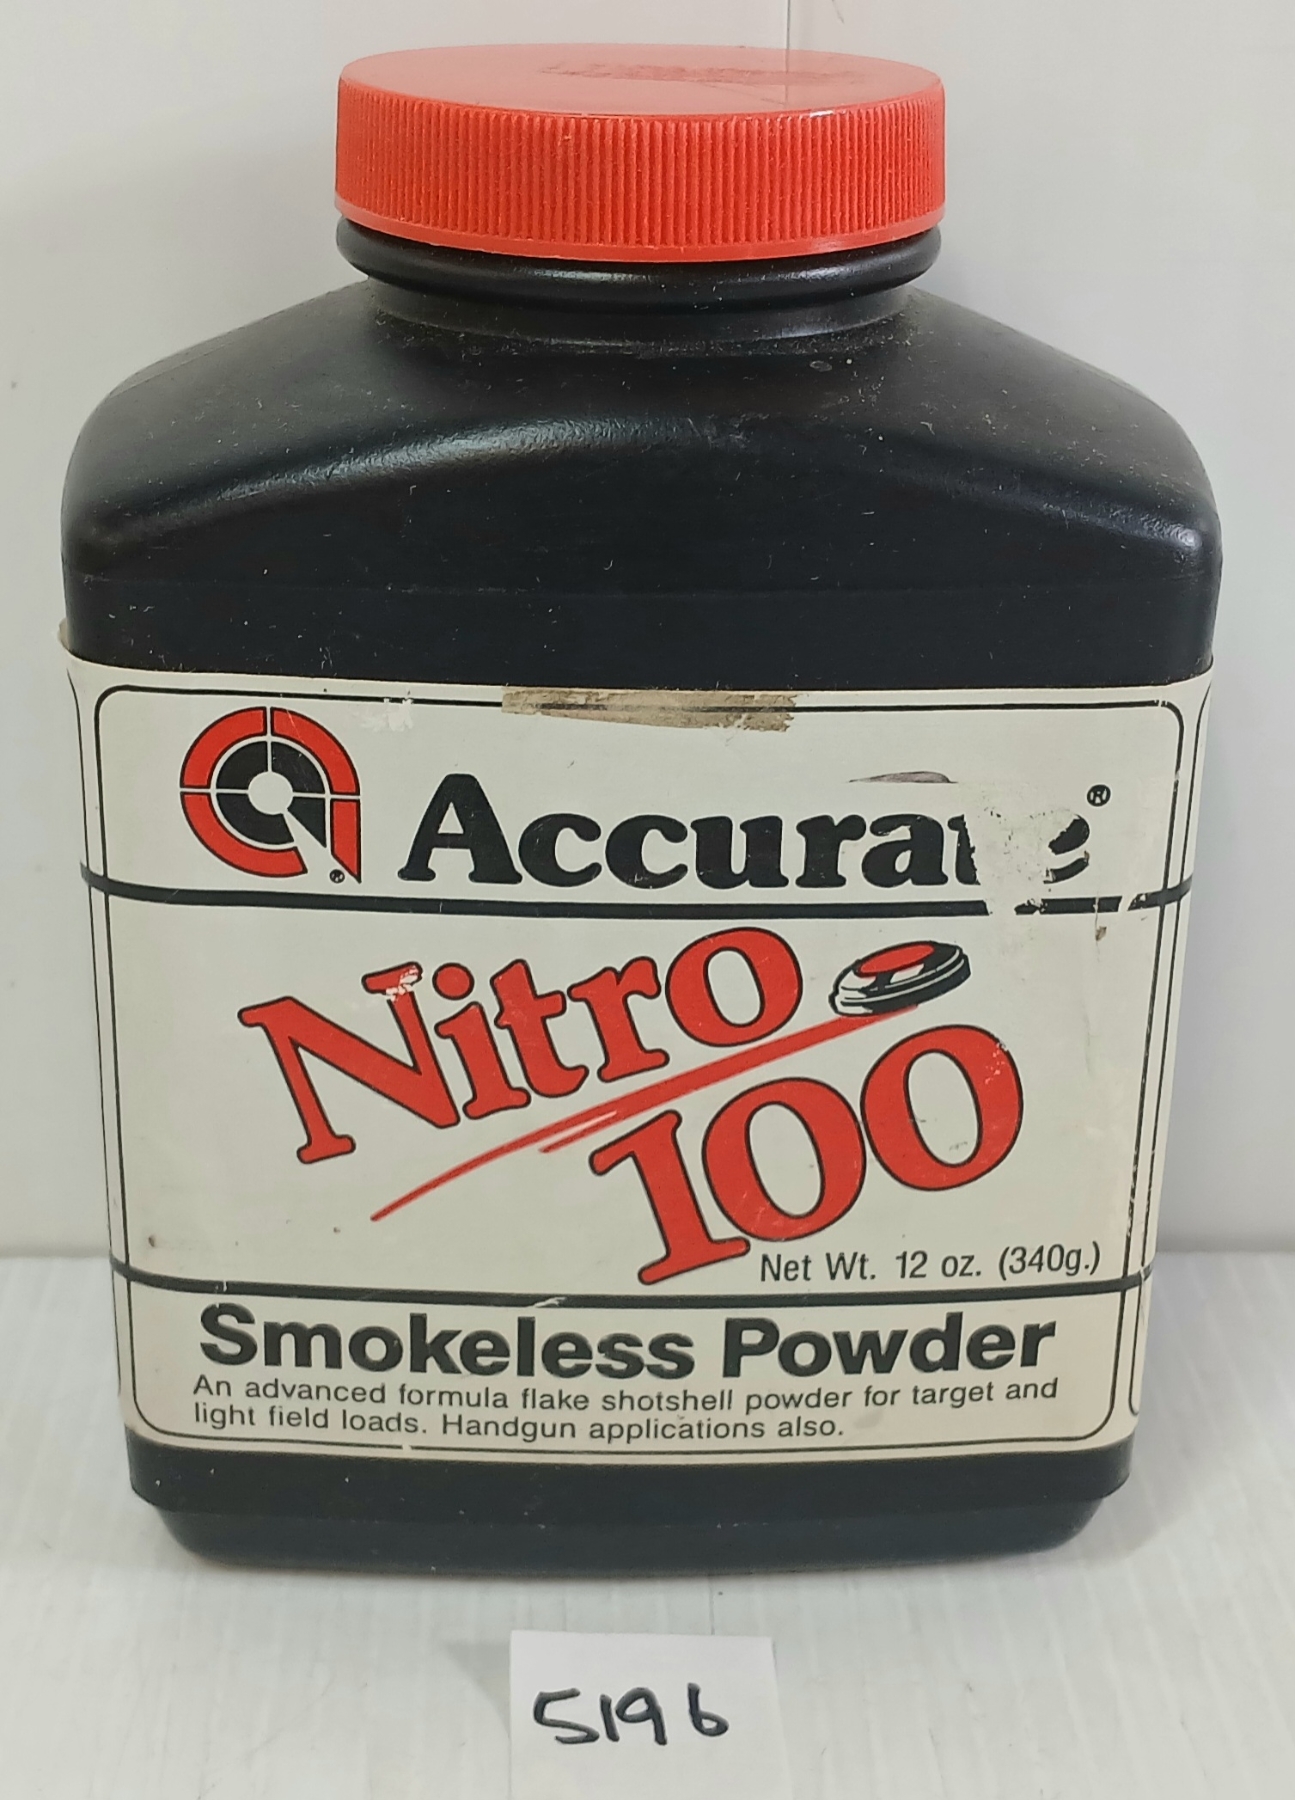 Accurate®
Nitro
100
Net Wt. 12 oz. (340g.)
Smokeless Powder
An advanced formula flake shotshell powder for target and
light field loads. Handgun applications also.
5196